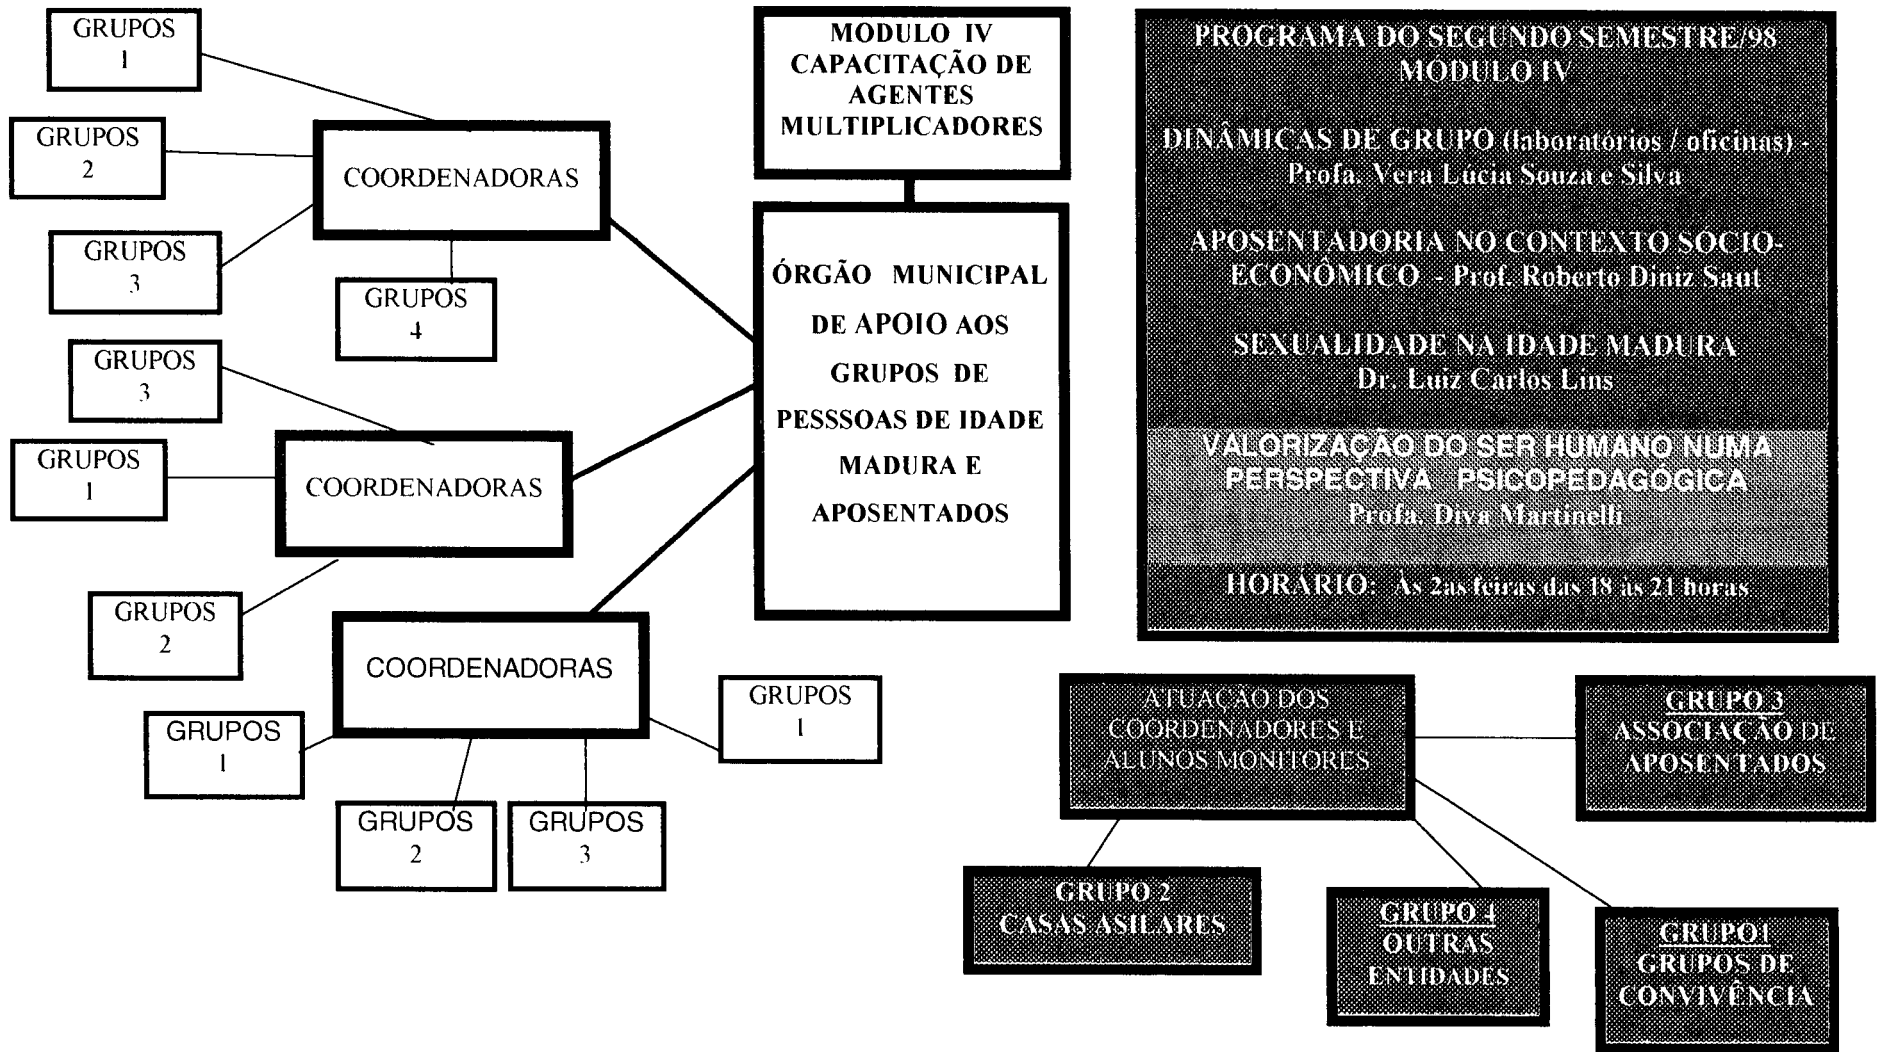 GRUPOS
1
GRUPOS
2
GRUPOS
3
COORDENADORAS
GRUPOS
4
GRUPOS
3
GRUPOS
1
COORDENADORAS
GRUPOS
2
COORDENADORAS
GRUPOS
1
GRUPOS
1
GRUPOS
2
GRUPOS
3
MODULO IV
CAPACITAÇÃO DE
AGENTES
MULTIPLICADORES
ÓRGÃO MUNICIPAL
DE APOIO AOS
GRUPOS DE
PESSSOAS DE IDADE
MADURA E
APOSENTADOS
PROGRAMA DO SEGUNDO SEMESTRE/98
MODULO IV
DINÂMICAS DE GRUPO (laboratórios / oficinas) -
Profa. Vera Lúcia Souza e Silva
APOSENTADORIA NO CONTEXTO SÓCIO-
ECONÔMICO - Prof. Roberto Diniz Saut
SEXUALIDADE NA IDADE MADURA
Dr. Luiz Carlos Lins
VALORIZAÇÃO DO SER HUMANO NUMA
PERSPECTIVA PSICOPEDAGÓGICA
Profa. Diva Martinelli
HORÁRIO: Às 2as feiras das 18 às 21 horas
ATUAÇÃO DOS
COORDENADORES E
ALUNOS MONITORES
GRUPO 3
ASSOCIAÇÃO DE
APOSENTADOS
GRUPO 2
CASAS ASILARES
GRUPO 4
OUTRAS
ENTIDADES
GRUPO1
GRUPOS DE
CONVIVÊNCIA